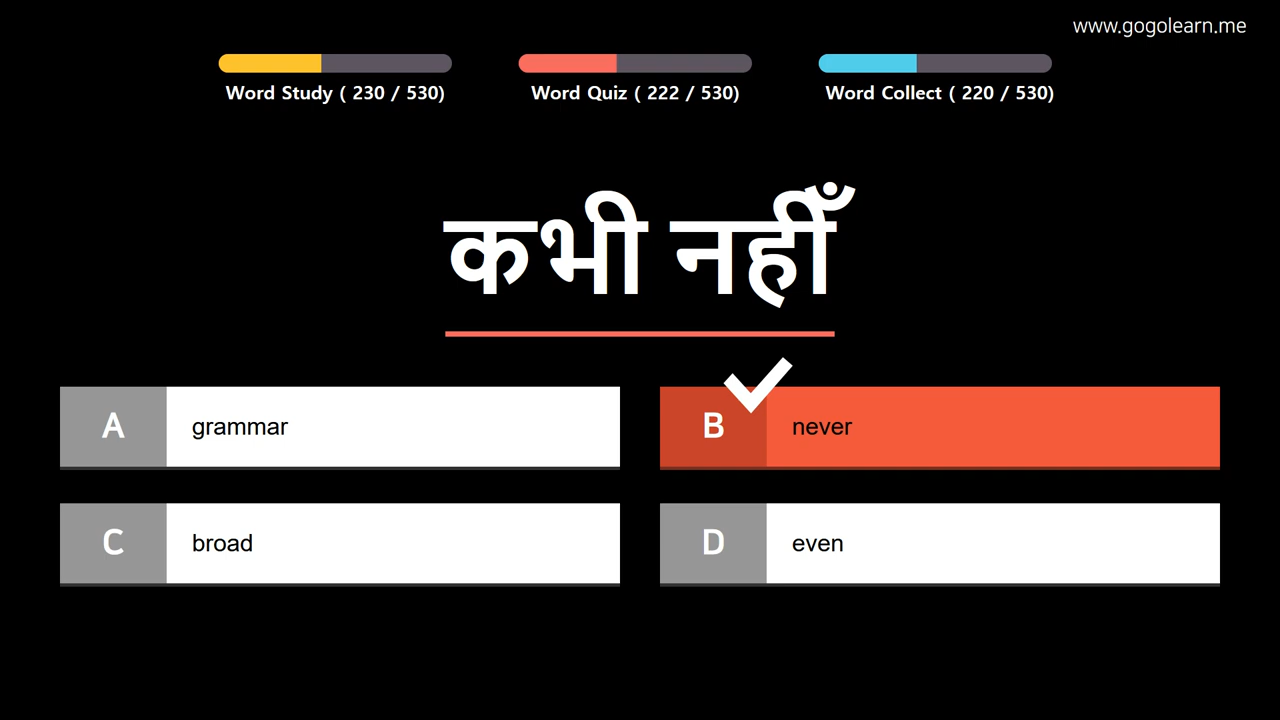 www.gogolearn.me
Word Study ( 230 / 530)
Word Quiz ( 222 / 530)
Word Collect ( 220 / 530)
कभी नहीँ
A grammar
B never
C broad
D even